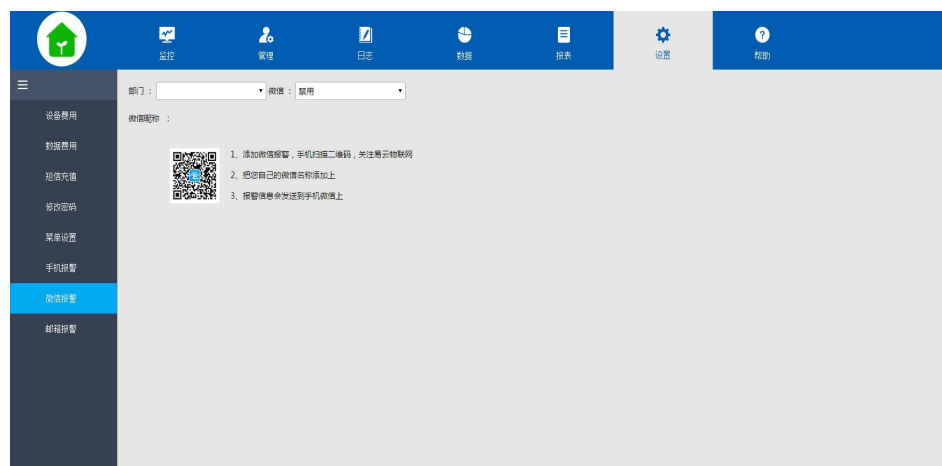 监控 管理 日志 数据 报表 设置 帮助
部门： 微信： 禁用
设备费用
微信昵称 ：
数据费用
1、添加微信报警，手机扫描二维码，关注易云物联网
短信充值
2、把您自己的微信名称添加上
3、报警信息会发送到手机微信上
修改密码
菜单设置
手机报警
微信报警
邮箱报警